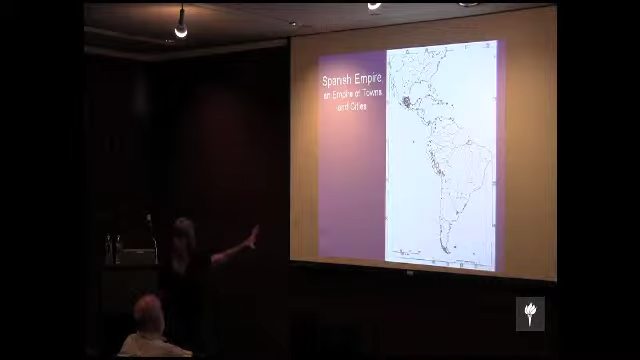 Spanish Empire,
an Empire of Towns
and Cities